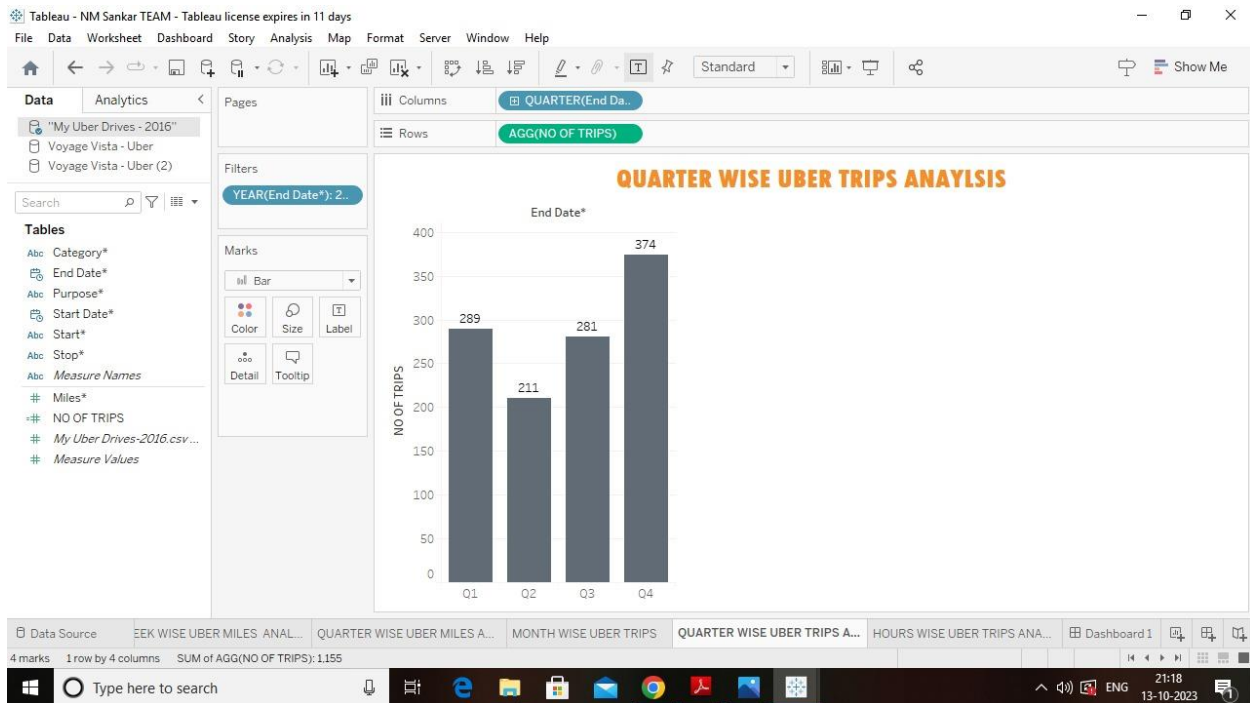 Tableau - NM Sankar TEAM - Tableau license expires in 11 days
File Data Worksheet Dashboard Story Analysis Map Format Server Window Help
Standard
Show Me
Data Analytics
"My Uber Drives - 2016"
Voyage Vista - Uber
Voyage Vista - Uber (2)
Search
Tables
Abc Category*
End Date*
Abc Purpose*
Start Date*
Abc Start*
Abc Stop*
Abc Measure Names
# Miles*
=# NO OF TRIPS
# My Uber Drives-2016.csv ...
# Measure Values
Pages
Filters
YEAR(End Date*): 2..
Marks
Bar
Color Size Label
Detail Tooltip
Columns QUARTER(End Da..
Rows AGG(NO OF TRIPS)
QUARTER WISE UBER TRIPS ANAYLSIS
End Date*
NO OF TRIPS
400
350
300
250
200
150
100
50
0
289
211
281
374
Q1 Q2 Q3 Q4
Data Source EEK WISE UBER MILES ANAL... QUARTER WISE UBER MILES A... MONTH WISE UBER TRIPS QUARTER WISE UBER TRIPS A... HOURS WISE UBER TRIPS ANA... Dashboard 1
4 marks 1 row by 4 columns SUM of AGG(NO OF TRIPS): 1,155
Type here to search
ENG
21:18
13-10-2023
1